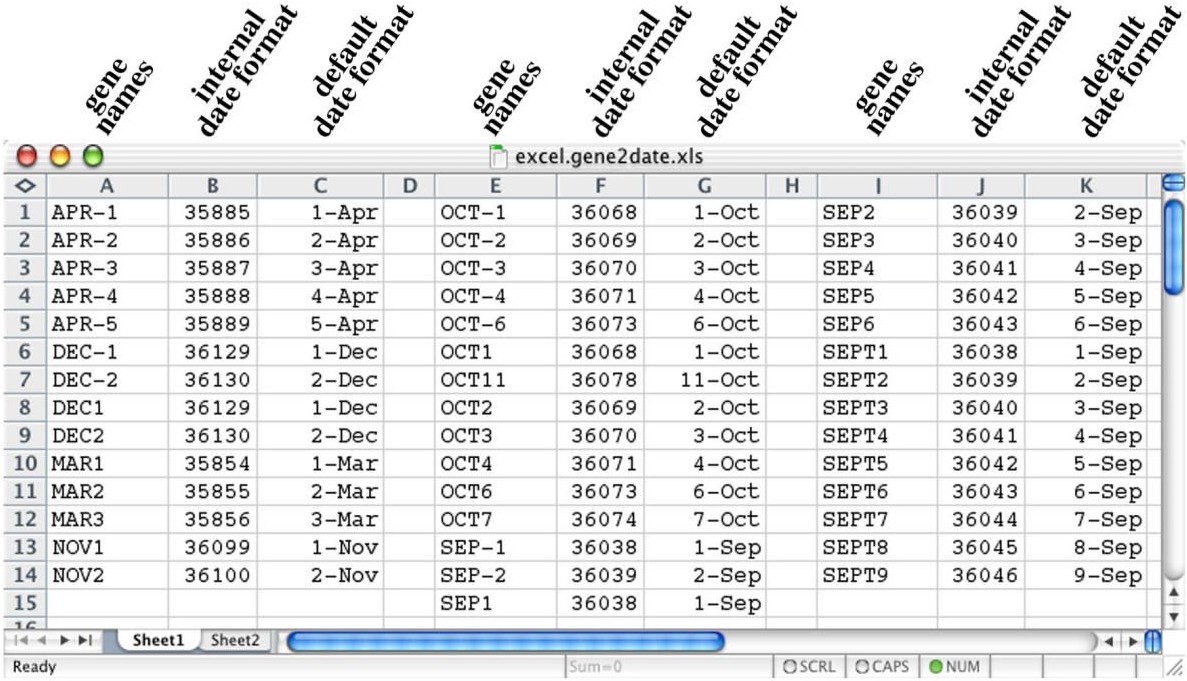 gene names internal date format default date format gene names internal date format default date format gene names internal date format default date format
excel.gene2date.xls
A B C D E F G H I J K
1 APR-1 35885 1-Apr OCT-1 36068 1-Oct SEP2 36039 2-Sep
2 APR-2 35886 2-Apr OCT-2 36069 2-Oct SEP3 36040 3-Sep
3 APR-3 35887 3-Apr OCT-3 36070 3-Oct SEP4 36041 4-Sep
4 APR-4 35888 4-Apr OCT-4 36071 4-Oct SEP5 36042 5-Sep
5 APR-5 35889 5-Apr OCT-6 36073 6-Oct SEP6 36043 6-Sep
6 DEC-1 36129 1-Dec OCT1 36068 1-Oct SEPT1 36038 1-Sep
7 DEC-2 36130 2-Dec OCT11 36078 11-Oct SEPT2 36039 2-Sep
8 DEC1 36129 1-Dec OCT2 36069 2-Oct SEPT3 36040 3-Sep
9 DEC2 36130 2-Dec OCT3 36070 3-Oct SEPT4 36041 4-Sep
10 MAR1 35854 1-Mar OCT4 36071 4-Oct SEPT5 36042 5-Sep
11 MAR2 35855 2-Mar OCT6 36073 6-Oct SEPT6 36043 6-Sep
12 MAR3 35856 3-Mar OCT7 36074 7-Oct SEPT7 36044 7-Sep
13 NOV1 36099 1-Nov SEP-1 36038 1-Sep SEPT8 36045 8-Sep
14 NOV2 36100 2-Nov SEP-2 36039 2-Sep SEPT9 36046 9-Sep
15 SEP1 36038 1-Sep
16
Sheet1 Sheet2
Ready Sum=0 SCRL CAPS NUM